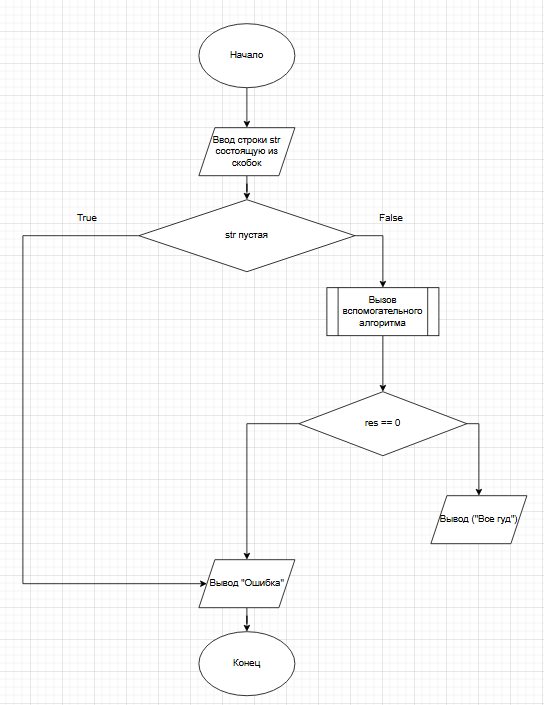 Начало
Ввод строки str
состоящую из
скобок
True
False
str пустая
Вызов
вспомогательного
алгоритма
res == 0
Вывод ("Все гуд")
Вывод "Ошибка"
Конец